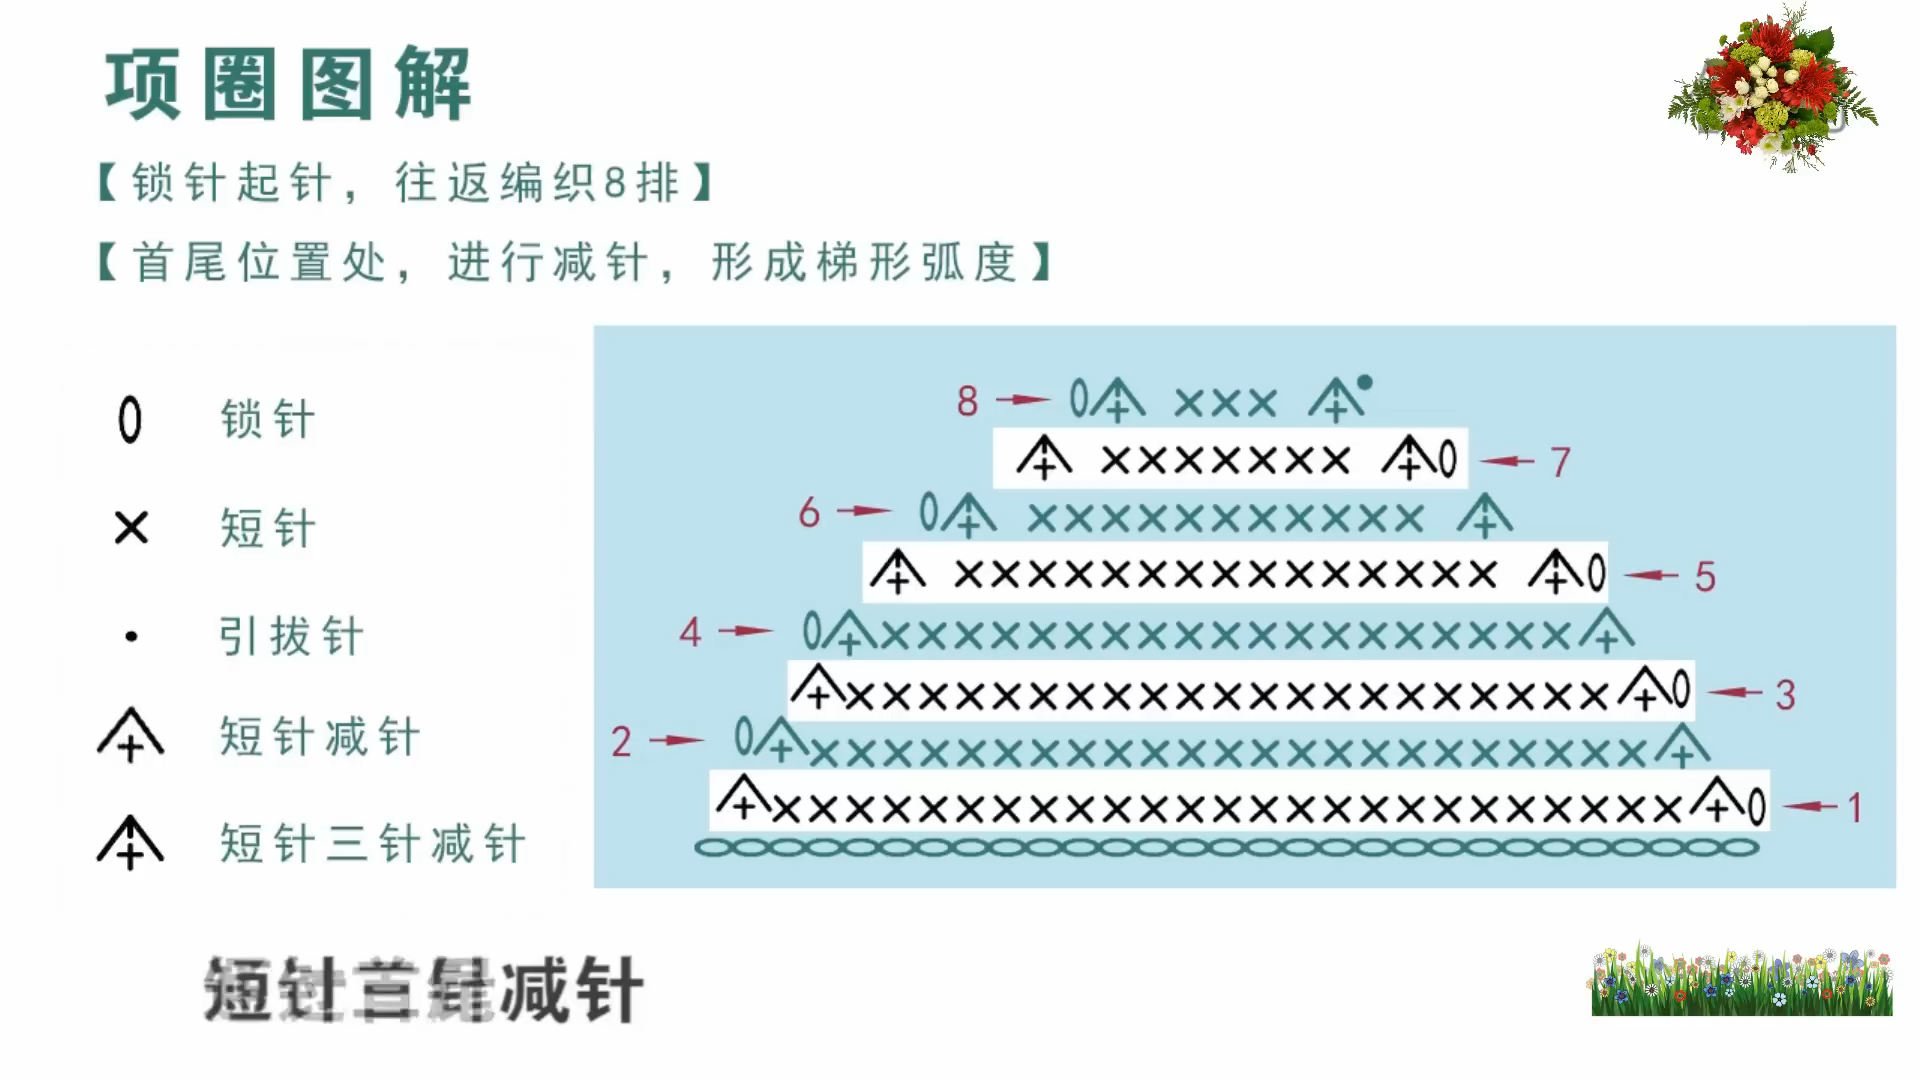 项圈图解
【锁针起针，往返编织8排】
【首尾位置处，进行减针，形成梯形弧度】
锁针
短针
引拔针
短针减针
短针三针减针
8
7
6
5
4
3
2
1
减针